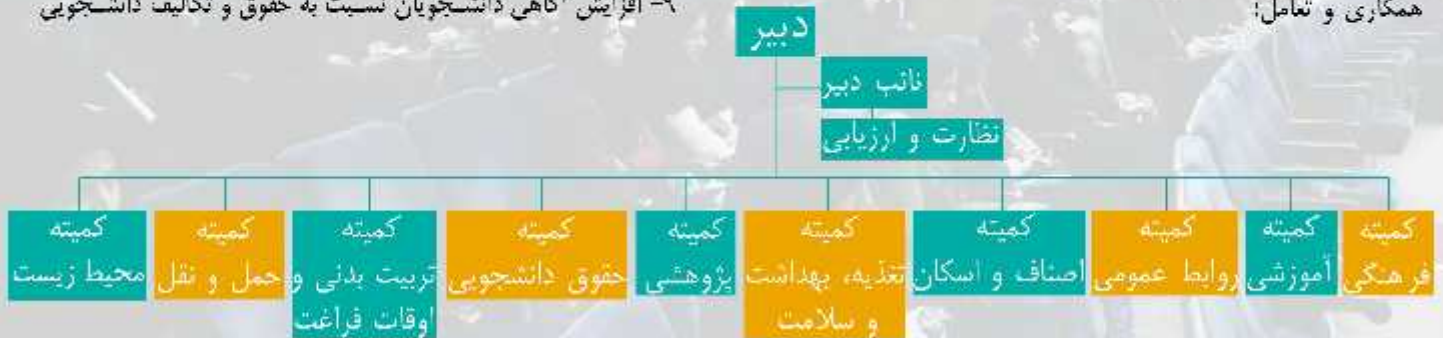 همکاری و تعامل؛
۹- افزایش آگاهی دانشجویان نسبت به حقوق و تکالیف دانشجویی
دبیر
نائب دبیر
نظارت و ارزیابی
کمیته
فرهنگی
کمیته
آموزشی
کمیته
روابط عمومی
کمیته
اصناف و اسکان
کمیته
تغذیه، بهداشت
و سلامت
کمیته
پژوهشی
کمیته
حقوق دانشجویی
کمیته
تربیت بدنی و
اوقات فراغت
کمیته
حمل و نقل
کمیته
محیط زیست